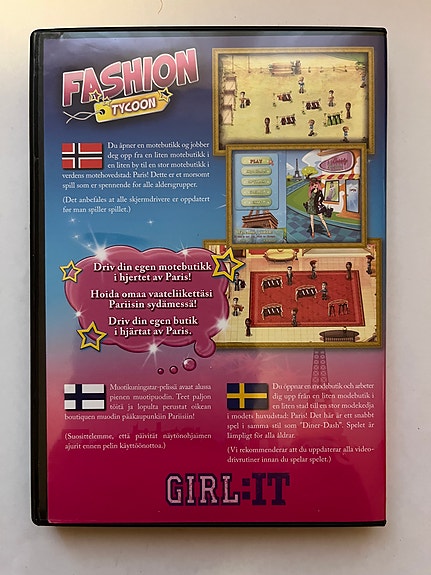 FASHION
TYCOON
Du åpner en motebutikk og jobber
deg opp fra en liten motebutikk i
en liten by til en stor motebutikk i
verdens motehovedstad: Paris! Dette er et morsomt
spill som er spennende for alle aldersgrupper.
(Det anbefales at alle skjermdrivere er oppdatert
før man spiller spillet.)
PLAY
Driv din egen motebutikk
i hjertet av Paris!
Hoida omaa vaateliikettäsi
Pariisin sydämessä!
Driv din egen butik
i hjärtat av Paris.
Muotikuningatar-pelissä avaat alussa
pienen muotipuodin. Teet paljon
töitä ja lopulta perustat oikean
boutiquen muodin pääkaupunkiin Pariisiin!
(Suosittelemme, että päivität näytönohjaimen
ajurit ennen pelin käyttöönottoa.)
Du öppnar en modebutik och arbeter
dig upp från en liten modebutik i
en liten stad till en stor modekedja
i modets huvudstad: Paris! Det här är ett snabbt
spel i samma stil som "Diner-Dash". Spelet är
lämpligt för alla åldrar.
(Vi rekommenderar att du uppdaterar alla video-
drivrutiner innan du spelar spelet.)
GIRL:IT